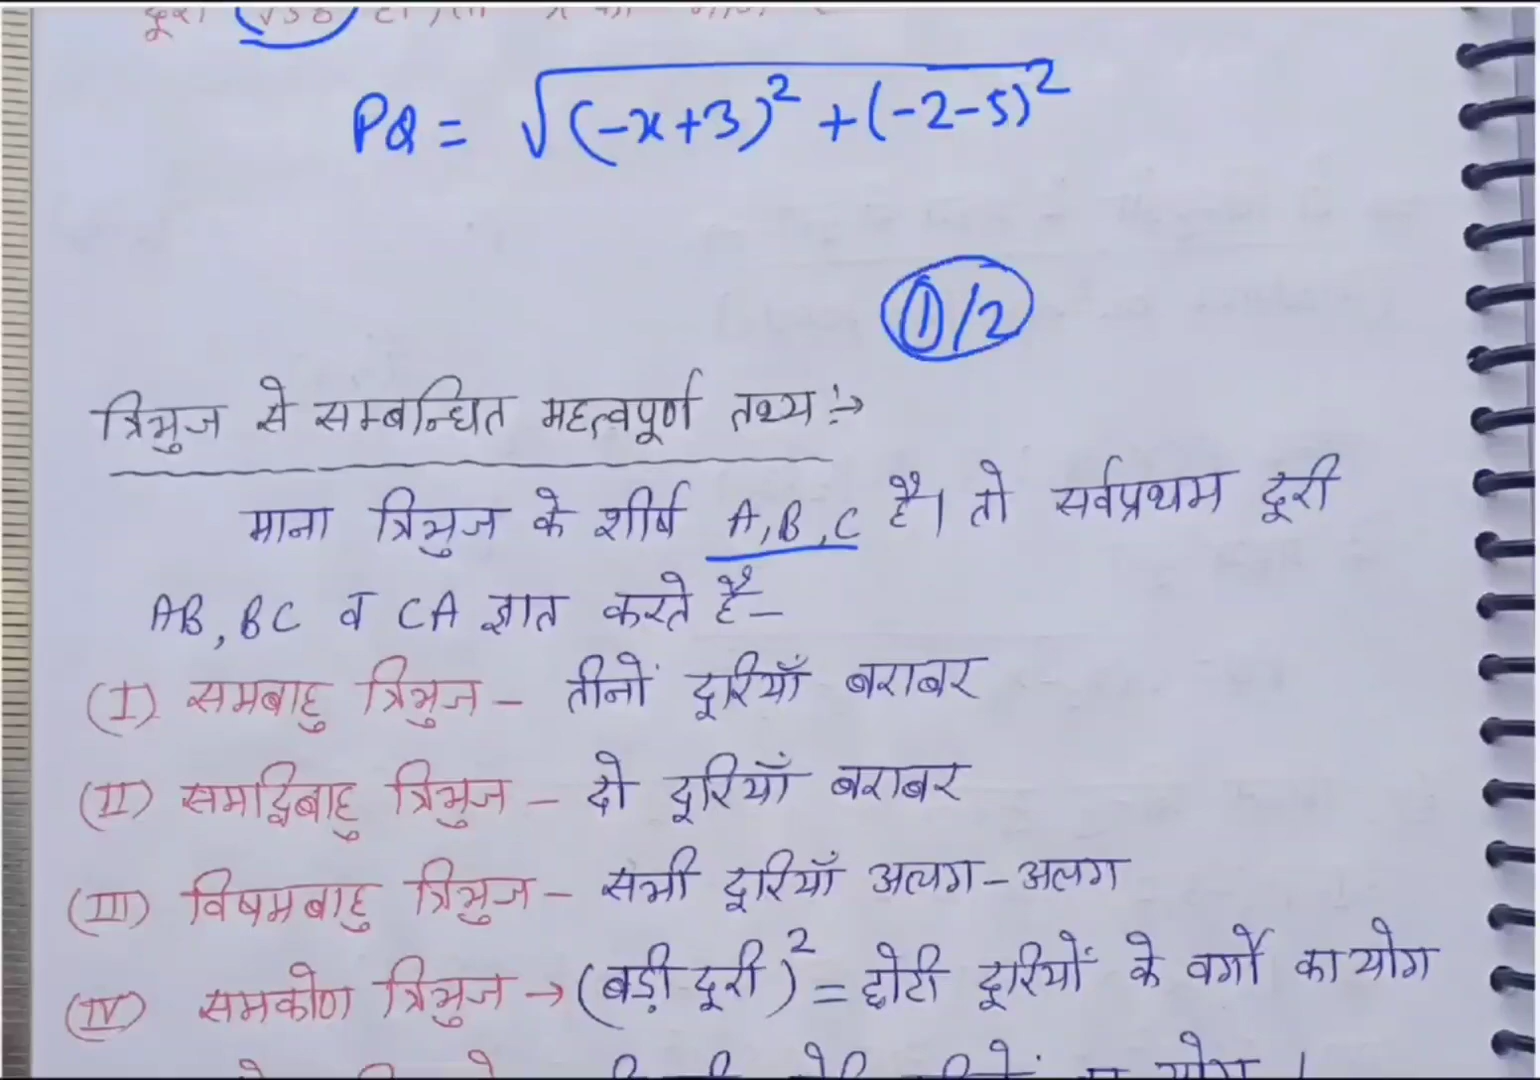 PQ = √(-x+3)² + (-2-5)²
①/2
त्रिभुज से सम्बन्धित महत्वपूर्ण तथ्य :→
माना त्रिभुज के शीर्ष A, B, C है। तो सर्वप्रथम दूरी
AB, BC व CA ज्ञात करते है –
(I) समबाहु त्रिभुज – तीनों दूरियाँ बराबर
(II) समद्विबाहु त्रिभुज – दो दूरियाँ बराबर
(III) विषमबाहु त्रिभुज – सभी दूरियाँ अलग-अलग
(IV) समकोण त्रिभुज → (बड़ी दूरी)² = छोटी दूरियों के वर्गो का योग